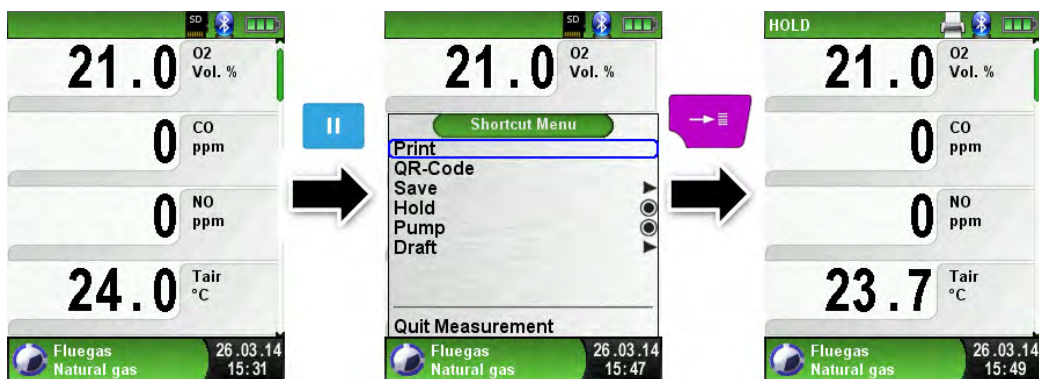 SD
21.0 O2
Vol. %
0 CO
ppm
0 NO
ppm
24.0 Tair
°C
Fluegas 26.03.14
Natural gas 15:31
SD
21.0 O2
Vol. %
Shortcut Menu
Print
QR-Code
Save
Hold
Pump
Draft
Quit Measurement
Fluegas 26.03.14
Natural gas 15:47
HOLD
21.0 O2
Vol. %
0 CO
ppm
0 NO
ppm
23.7 Tair
°C
Fluegas 26.03.14
Natural gas 15:49